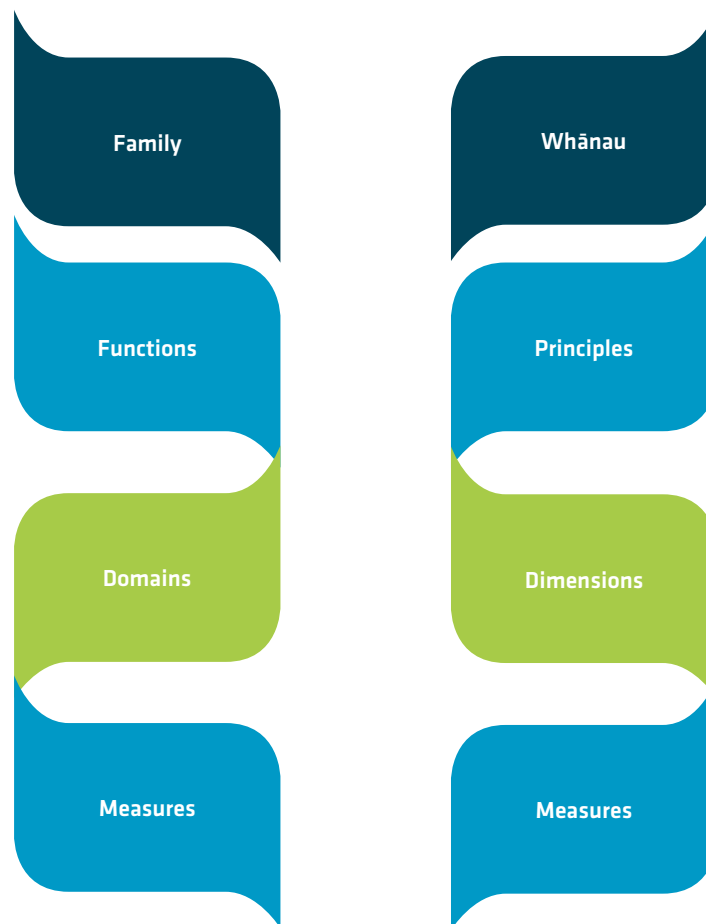 Family
Whānau
Functions
Principles
Domains
Dimensions
Measures
Measures